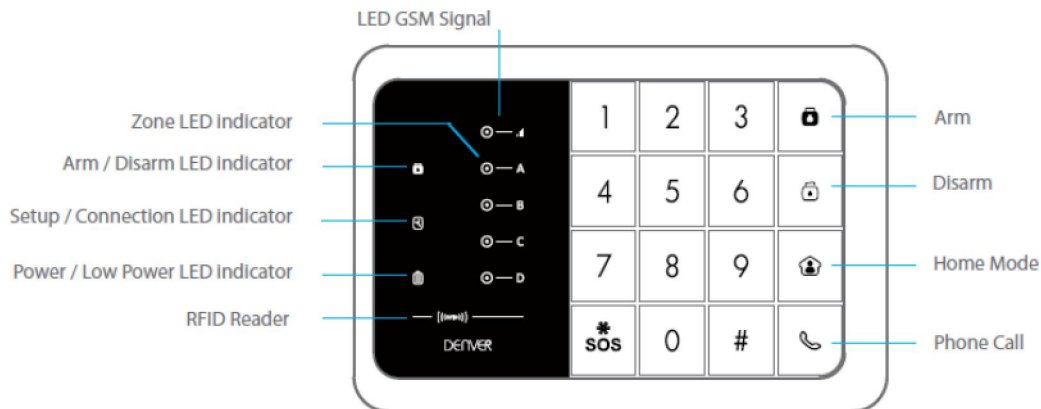 LED GSM Signal
Zone LED indicator
Arm / Disarm LED indicator
Setup / Connection LED indicator
Power / Low Power LED indicator
RFID Reader
A
B
C
D
DENVER
1 2 3
4 5 6
7 8 9
* SOS 0 #
Arm
Disarm
Home Mode
Phone Call